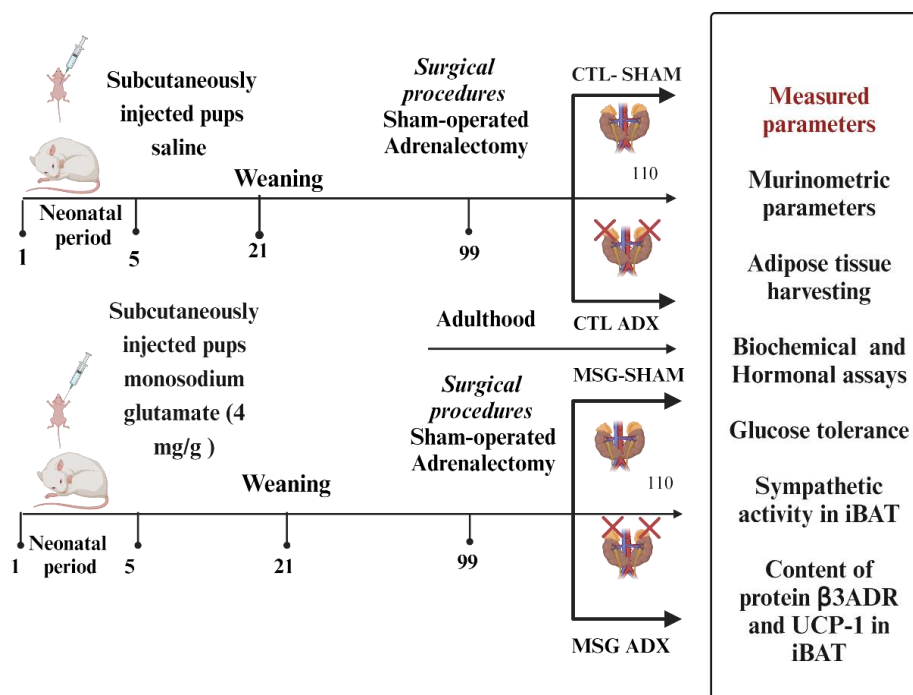 Subcutaneously
injected pups
saline
Weaning
Surgical
procedures
Sham-operated
Adrenalectomy
CTL- SHAM
110
Neonatal
period
1
5
21
99
CTL ADX
Adulthood
Subcutaneously
injected pups
monosodium
glutamate (4
mg/g )
Weaning
Surgical
procedures
Sham-operated
Adrenalectomy
MSG-SHAM
110
Neonatal
period
1
5
21
99
MSG ADX
Measured
parameters
Murinometric
parameters
Adipose tissue
harvesting
Biochemical and
Hormonal assays
Glucose tolerance
Sympathetic
activity in iBAT
Content of
protein β3ADR
and UCP-1 in
iBAT